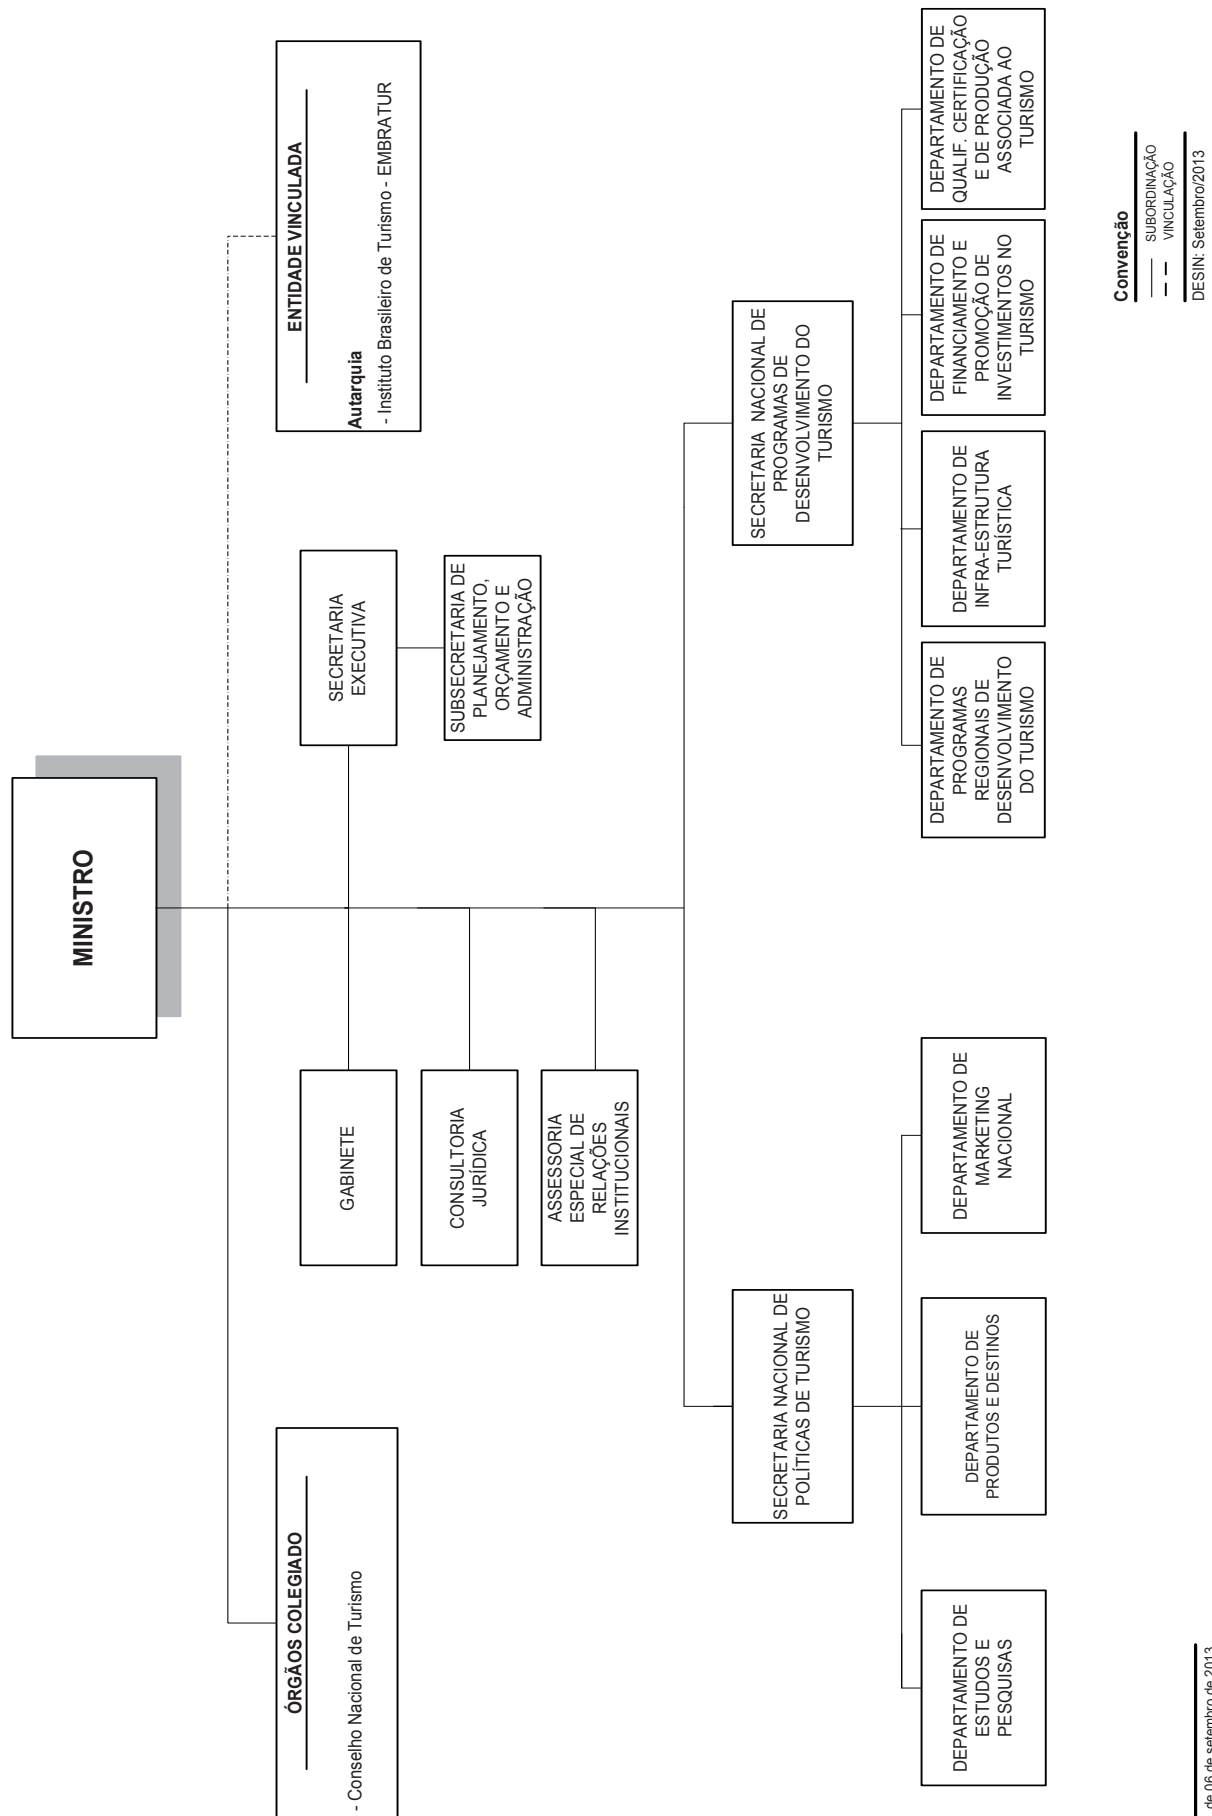 MINISTRO
ÓRGÃOS COLEGIADO
- Conselho Nacional de Turismo
ENTIDADE VINCULADA
Autarquia
- Instituto Brasileiro de Turismo - EMBRATUR
GABINETE
SECRETARIA
EXECUTIVA
CONSULTORIA
JURÍDICA
SUBSECRETARIA DE
PLANEJAMENTO,
ORÇAMENTO E
ADMINISTRAÇÃO
ASSESSORIA
ESPECIAL DE
RELAÇÕES
INSTITUCIONAIS
SECRETARIA NACIONAL DE
POLÍTICAS DE TURISMO
SECRETARIA NACIONAL DE
PROGRAMAS DE
DESENVOLVIMENTO DO
TURISMO
DEPARTAMENTO DE
ESTUDOS E
PESQUISAS
DEPARTAMENTO DE
PRODUTOS E DESTINOS
DEPARTAMENTO DE
MARKETING
NACIONAL
DEPARTAMENTO DE
PROGRAMAS
REGIONAIS DE
DESENVOLVIMENTO
DO TURISMO
DEPARTAMENTO DE
INFRA-ESTRUTURA
TURÍSTICA
DEPARTAMENTO DE
FINANCIAMENTO E
PROMOÇÃO DE
INVESTIMENTOS NO
TURISMO
DEPARTAMENTO DE
QUALIF. CERTIFICAÇÃO
E DE PRODUÇÃO
ASSOCIADA AO
TURISMO
Convenção
SUBORDINAÇÃO
VINCULAÇÃO
DESIN: Setembro/2013
de 06 de setembro de 2013